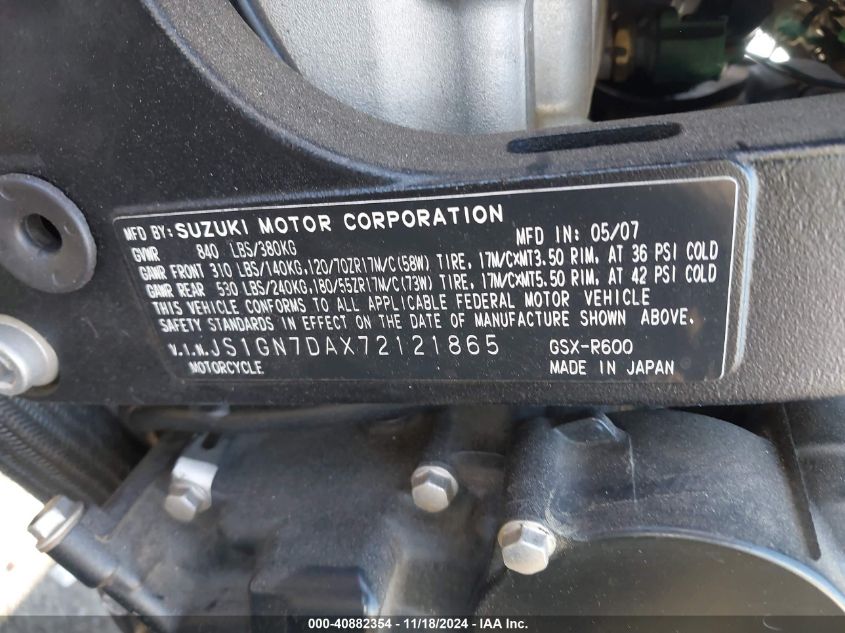 MFD BY: SUZUKI MOTOR CORPORATION MFD IN: 05/07
GVWR 840 LBS/380KG
GAWR FRONT 310 LBS/140KG,120/70ZR17M/C(58W) TIRE, 17M/CXMT3.50 RIM, AT 36 PSI COLD
GAWR REAR 530 LBS/240KG,180/55ZR17M/C(73W) TIRE, 17M/CXMT5.50 RIM, AT 42 PSI COLD
THIS VEHICLE CONFORMS TO ALL APPLICABLE FEDERAL MOTOR VEHICLE
SAFETY STANDARDS IN EFFECT ON THE DATE OF MANUFACTURE SHOWN ABOVE.
V.I.N. JS1GN7DAX72121865 GSX-R600
MOTORCYCLE MADE IN JAPAN
000-40882354 - 11/18/2024 - IAA Inc.